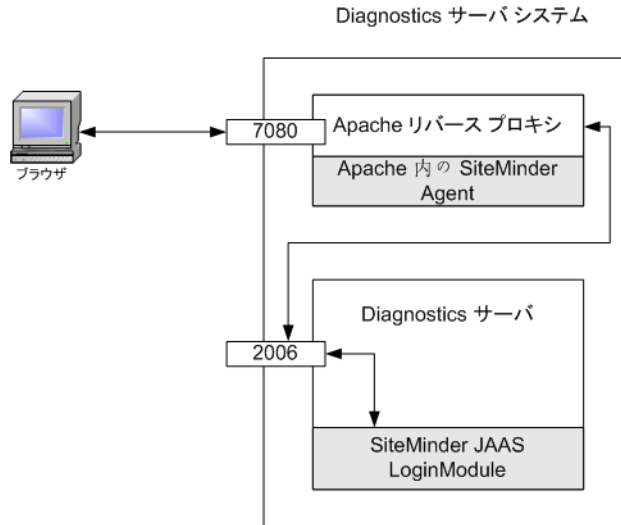 Diagnostics サーバ システム
ブラウザ
7080
Apache リバース プロキシ
Apache 内の SiteMinder
Agent
Diagnostics サーバ
2006
SiteMinder JAAS
LoginModule